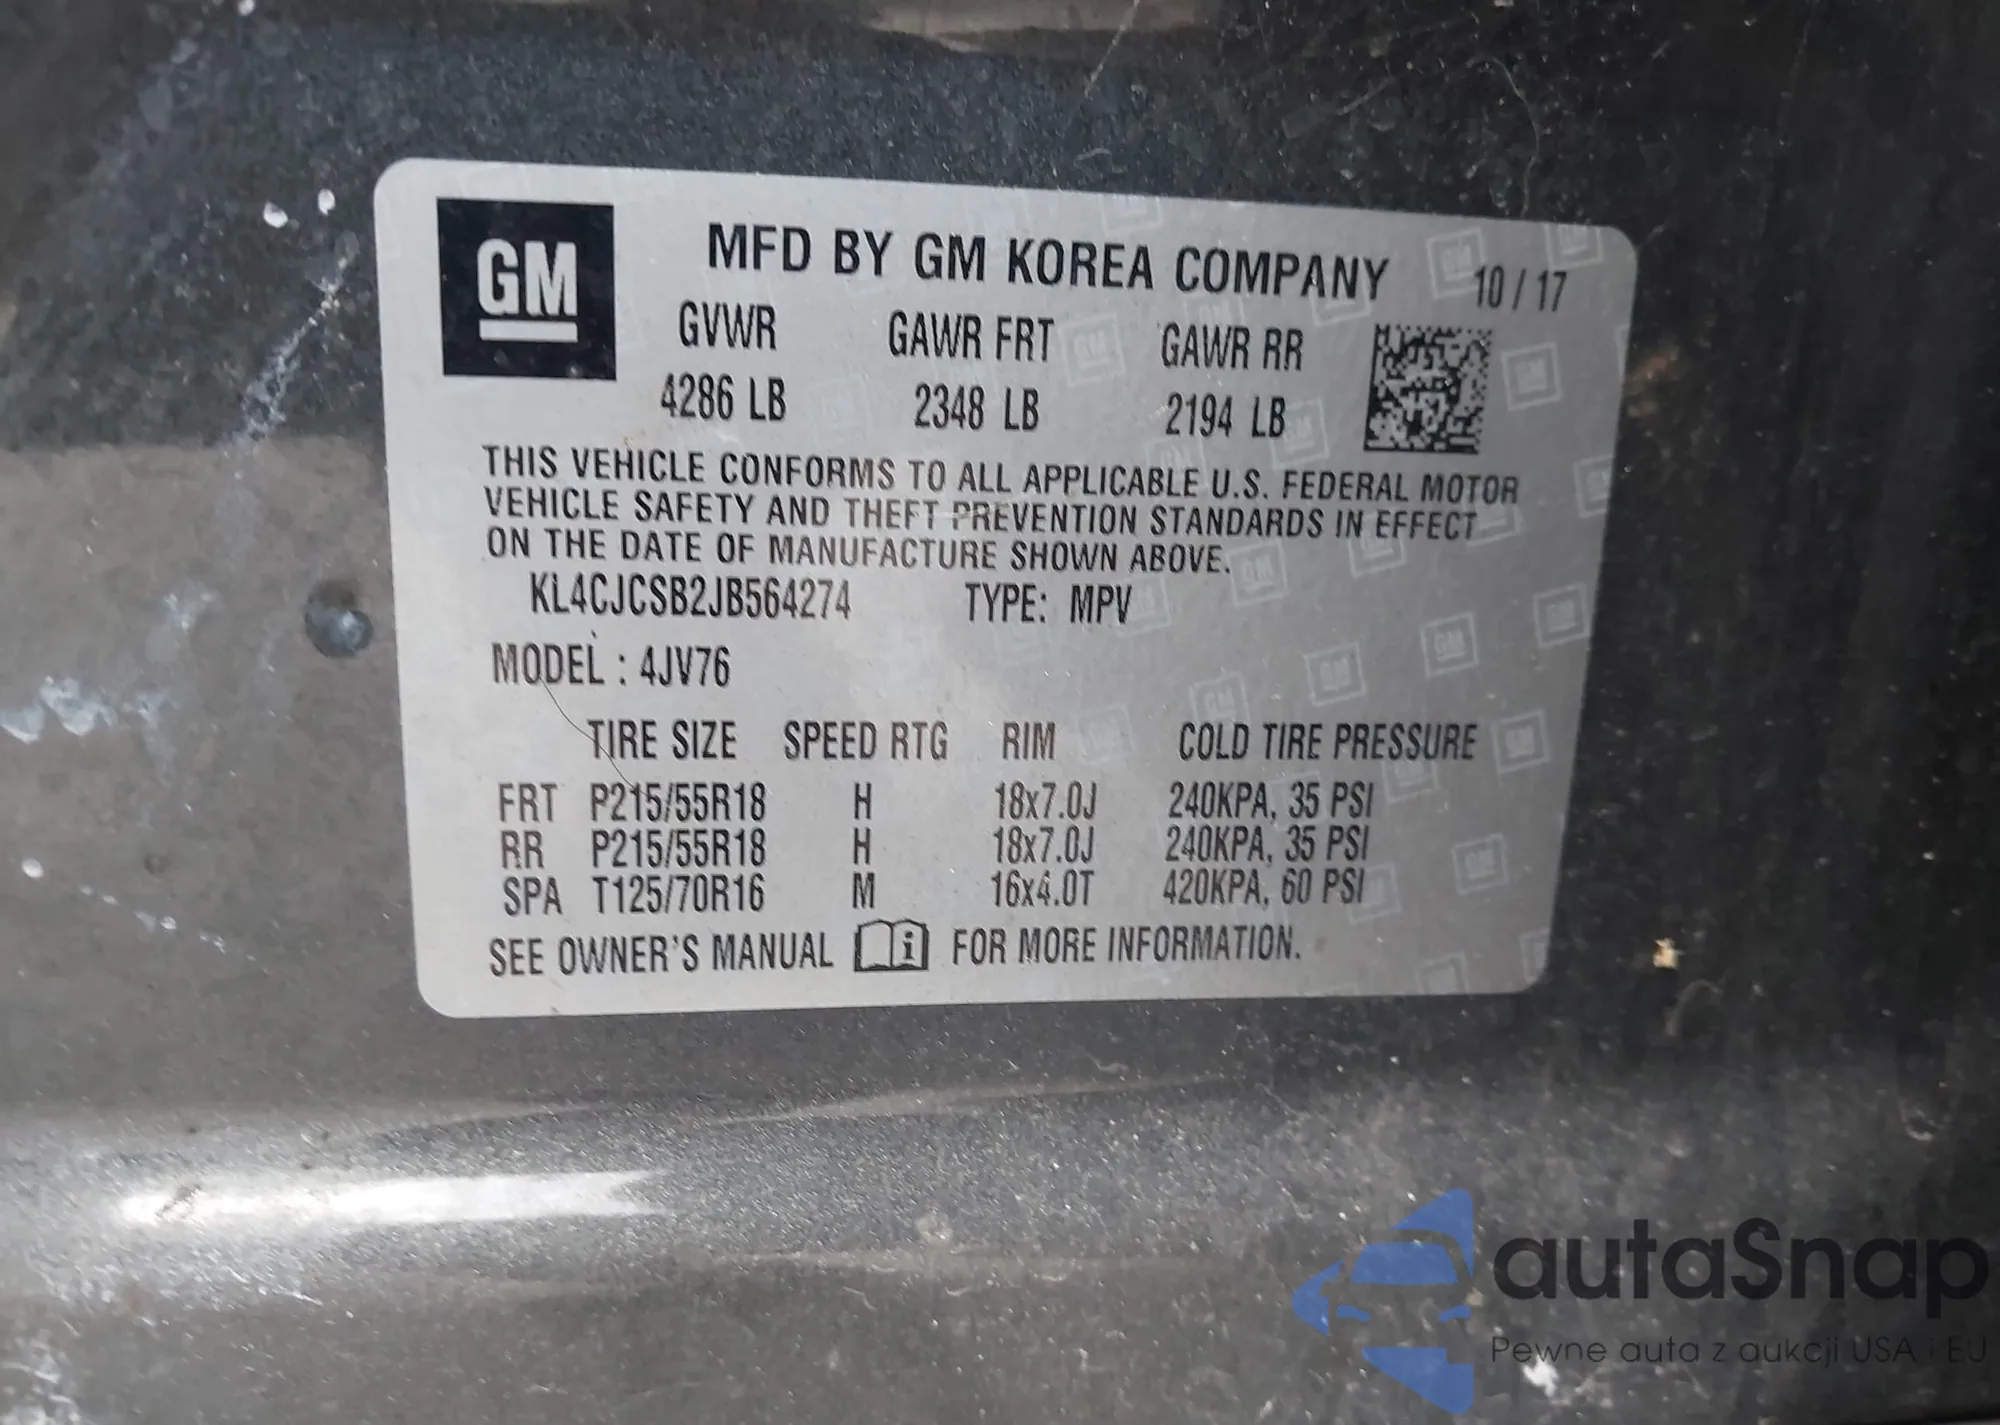 GM
MFD BY GM KOREA COMPANY 10 / 17
GVWR GAWR FRT GAWR RR
4286 LB 2348 LB 2194 LB
THIS VEHICLE CONFORMS TO ALL APPLICABLE U.S. FEDERAL MOTOR
VEHICLE SAFETY AND THEFT PREVENTION STANDARDS IN EFFECT
ON THE DATE OF MANUFACTURE SHOWN ABOVE.
KL4CJCSB2JB564274 TYPE: MPV
MODEL : 4JV76
TIRE SIZE SPEED RTG RIM COLD TIRE PRESSURE
FRT P215/55R18 H 18x7.0J 240KPA, 35 PSI
RR P215/55R18 H 18x7.0J 240KPA, 35 PSI
SPA T125/70R16 M 16x4.0T 420KPA, 60 PSI
SEE OWNER'S MANUAL i FOR MORE INFORMATION.
autaSnap
Pewne auta z aukcji USA i EU